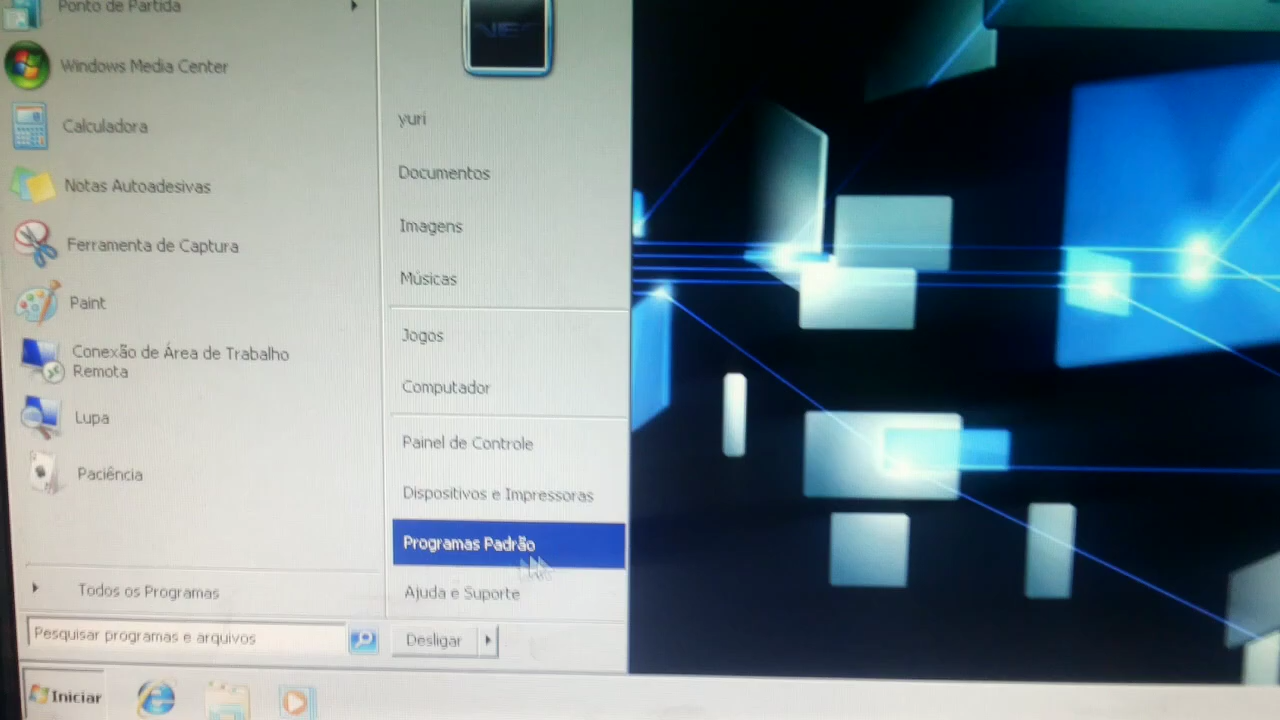 Ponto de Partida
Windows Media Center
Calculadora
Notas Autoadesivas
Ferramenta de Captura
Paint
Conexão de Área de Trabalho
Remota
Lupa
Paciência
Todos os Programas
Pesquisar programas e arquivos
NEC
yuri
Documentos
Imagens
Músicas
Jogos
Computador
Painel de Controle
Dispositivos e Impressoras
Programas Padrão
Ajuda e Suporte
Desligar
Iniciar